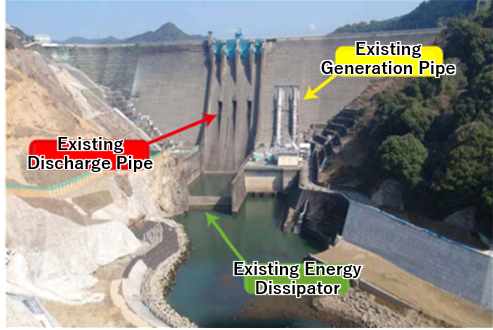 Existing
Generation Pipe
Existing
Discharge Pipe
Existing Energy
Dissipator